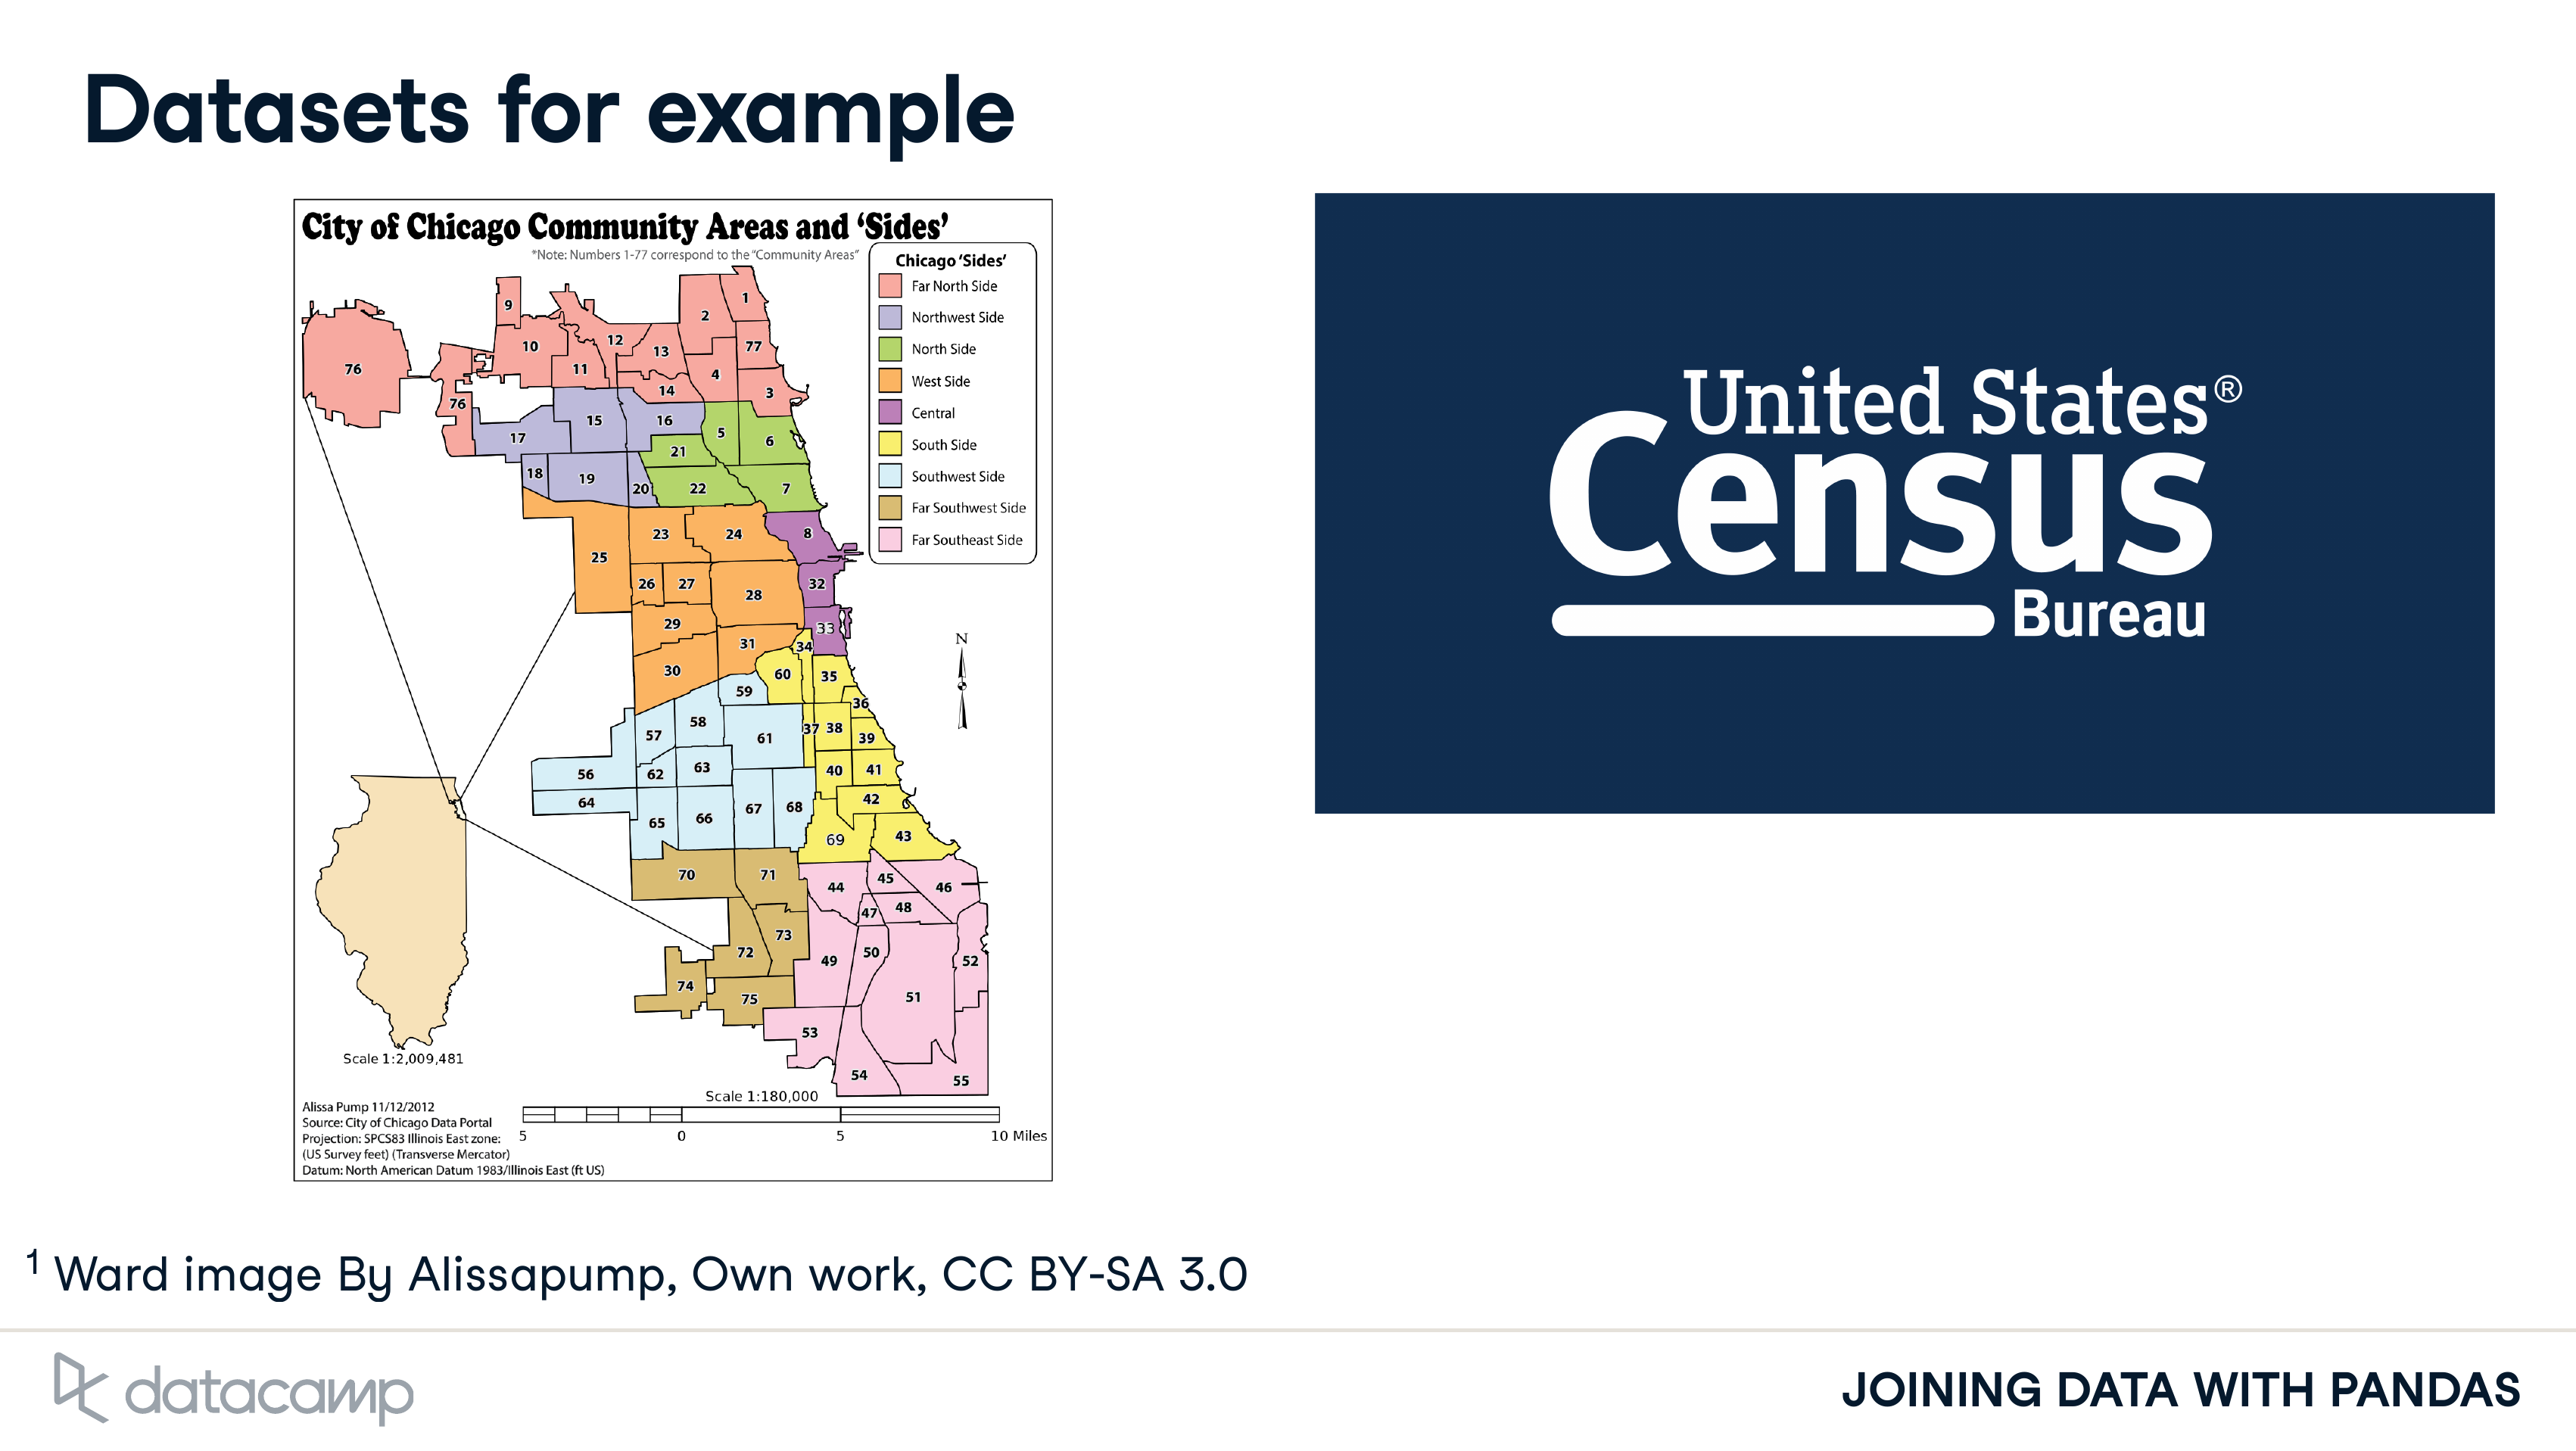 Datasets for example
City of Chicago Community Areas and ‘Sides’
*Note: Numbers 1-77 correspond to the "Community Areas"
Chicago 'Sides'
Far North Side
Northwest Side
North Side
West Side
Central
South Side
Southwest Side
Far Southwest Side
Far Southeast Side
1
2
9
77
12
10
13
11
76
4
14
3
76
15
16
5
17
6
21
18
19
20
22
7
23
24
8
25
26
27
32
28
29
33
31
34
30
60
35
59
36
58
37
38
57
61
39
63
40
41
56
62
42
64
67
68
66
65
43
69
70
71
45
44
46
48
47
73
72
50
49
52
74
51
75
53
54
55
N
Scale 1:2,009,481
Scale 1:180,000
5
0
5
10 Miles
Alissa Pump 11/12/2012
Source: City of Chicago Data Portal
Projection: SPCS83 Illinois East zone:
(US Survey feet) (Transverse Mercator)
Datum: North American Datum 1983/Illinois East (ft US)
United States®
Census
Bureau
1 Ward image By Alissapump, Own work, CC BY-SA 3.0
datacamp
JOINING DATA WITH PANDAS